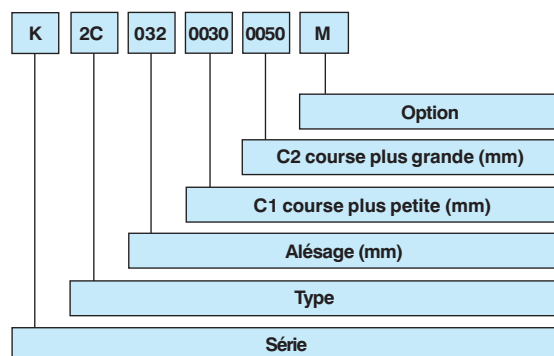 K 2C 032 0030 0050 M
Option
C2 course plus grande (mm)
C1 course plus petite (mm)
Alésage (mm)
Type
Série